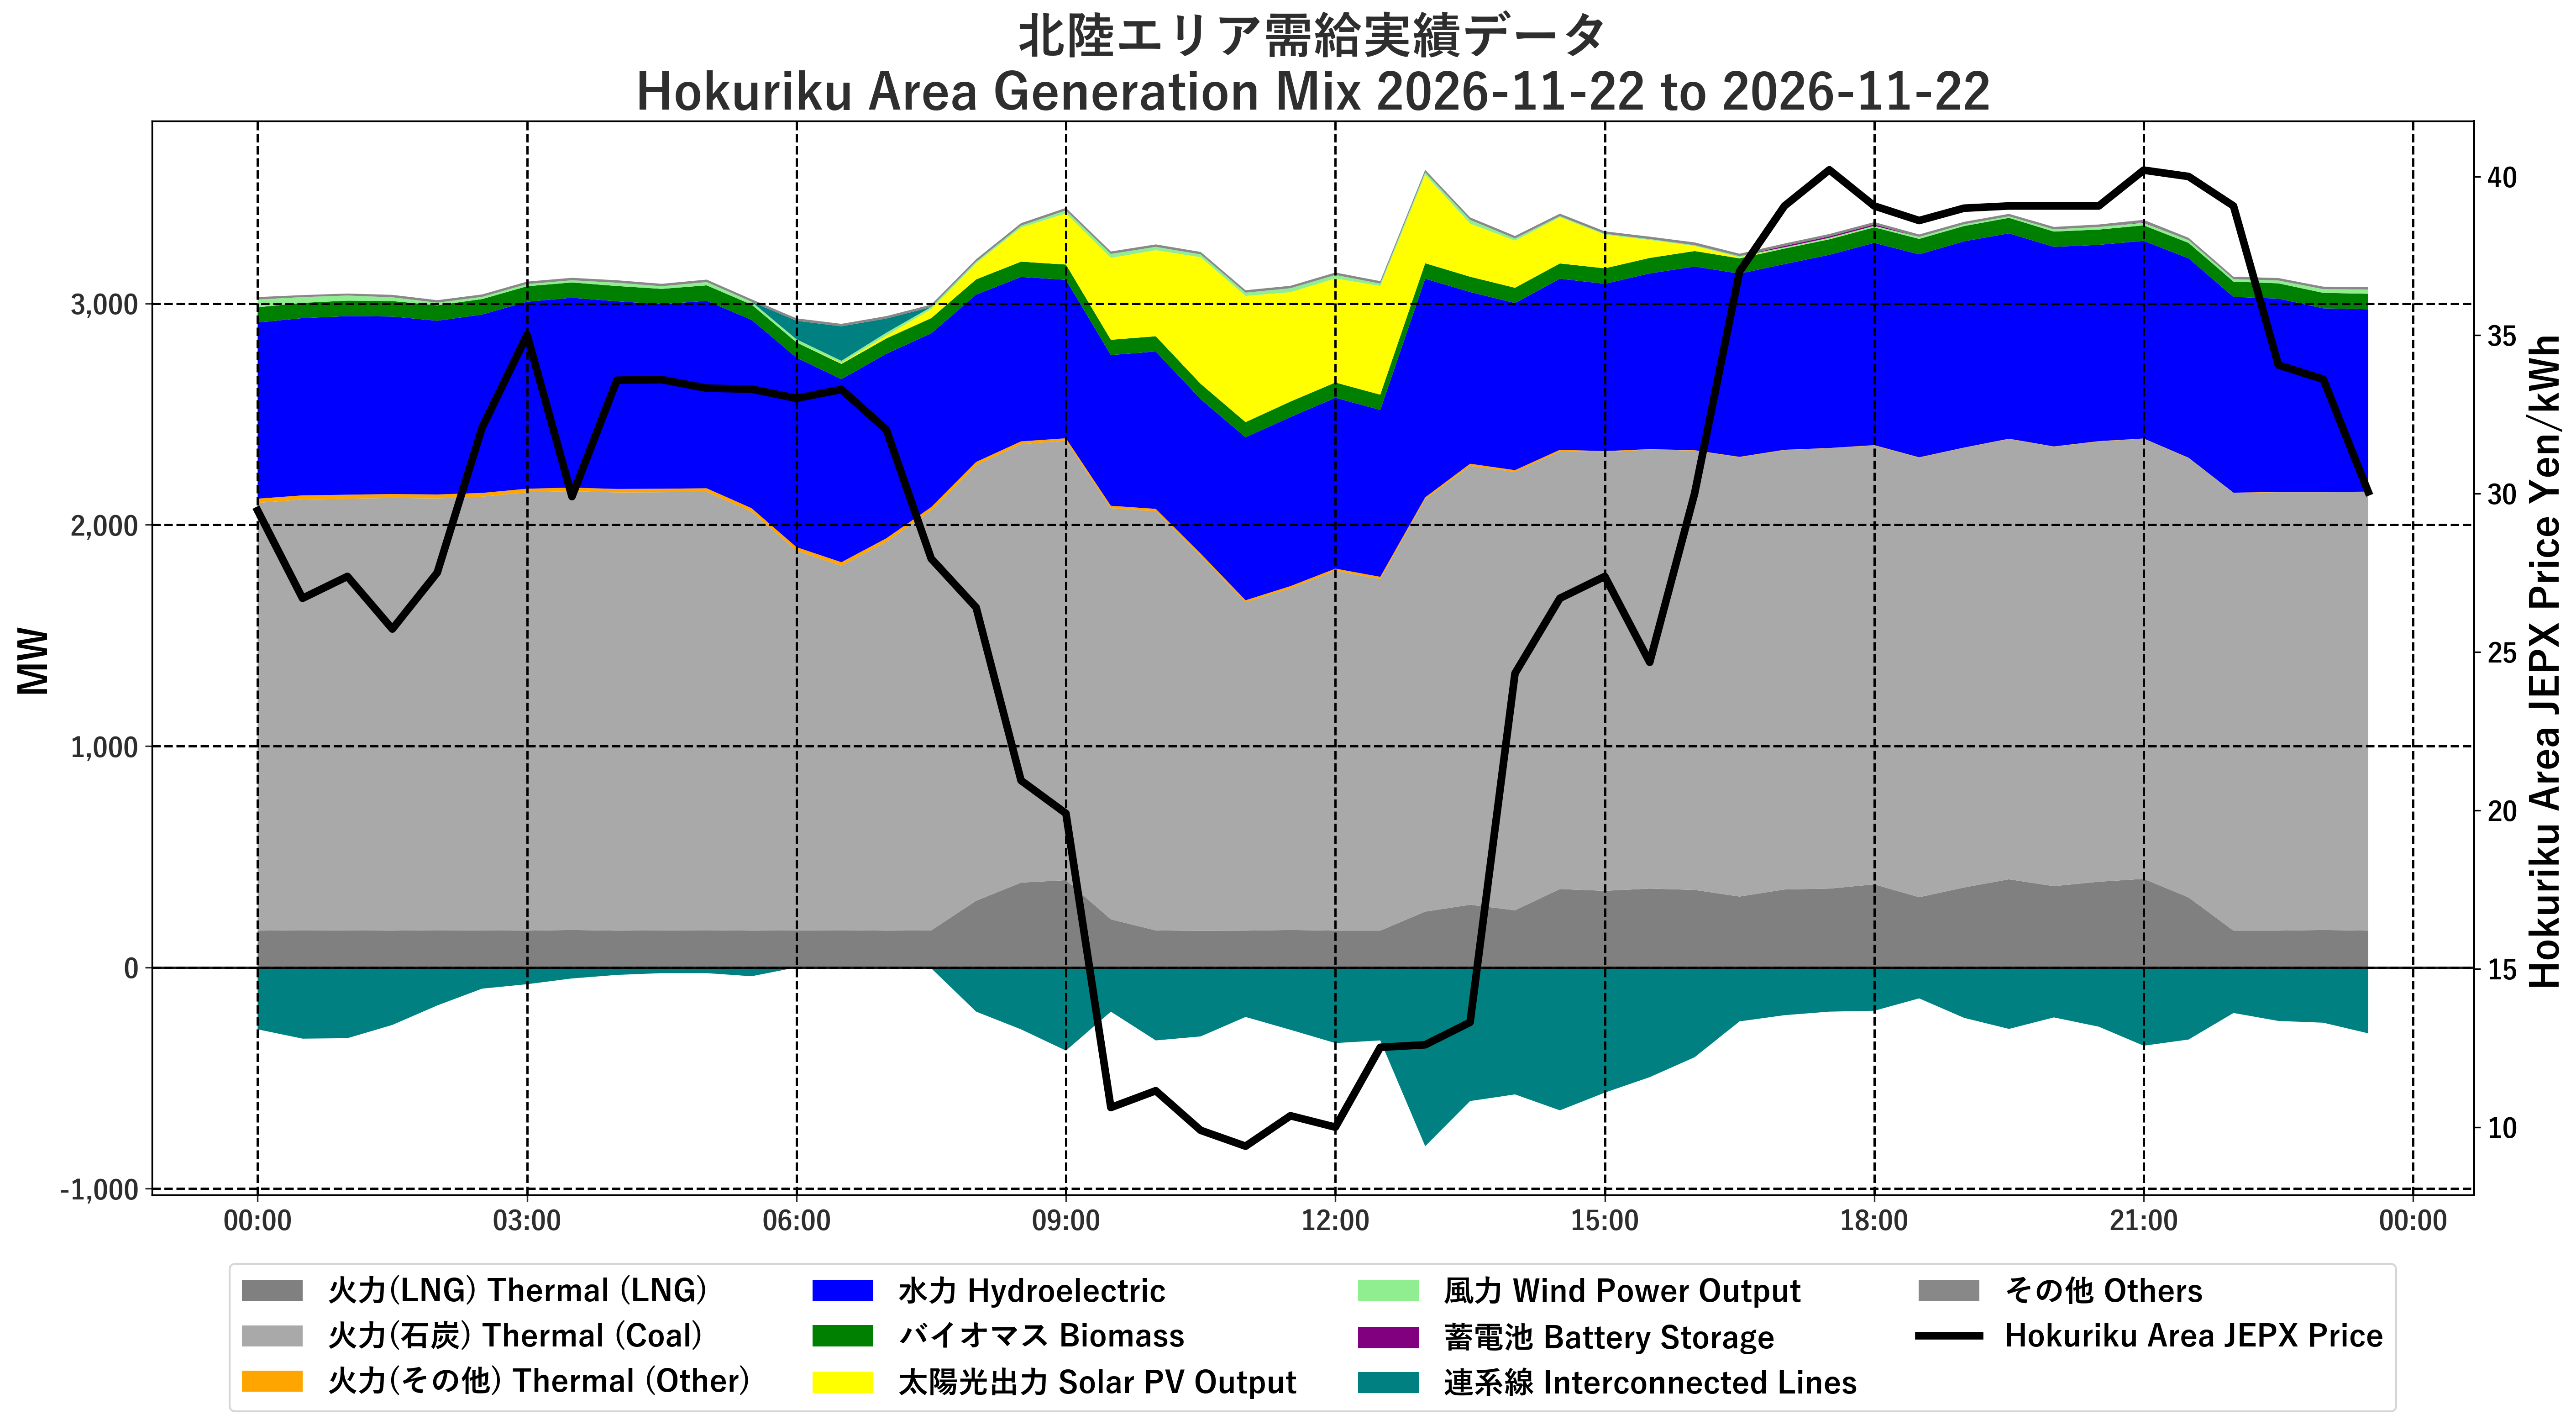 北陸エリア需給実績データ
Hokuriku Area Generation Mix 2026-11-22 to 2026-11-22
MW
3,000
2,000
1,000
0
-1,000
40
35
30
25
20
15
10
Hokuriku Area JEPX Price Yen/kWh
00:00 03:00 06:00 09:00 12:00 15:00 18:00 21:00 00:00
火力(LNG) Thermal (LNG)
火力(石炭) Thermal (Coal)
火力(その他) Thermal (Other)
水力 Hydroelectric
バイオマス Biomass
太陽光出力 Solar PV Output
風力 Wind Power Output
蓄電池 Battery Storage
連系線 Interconnected Lines
その他 Others
Hokuriku Area JEPX Price